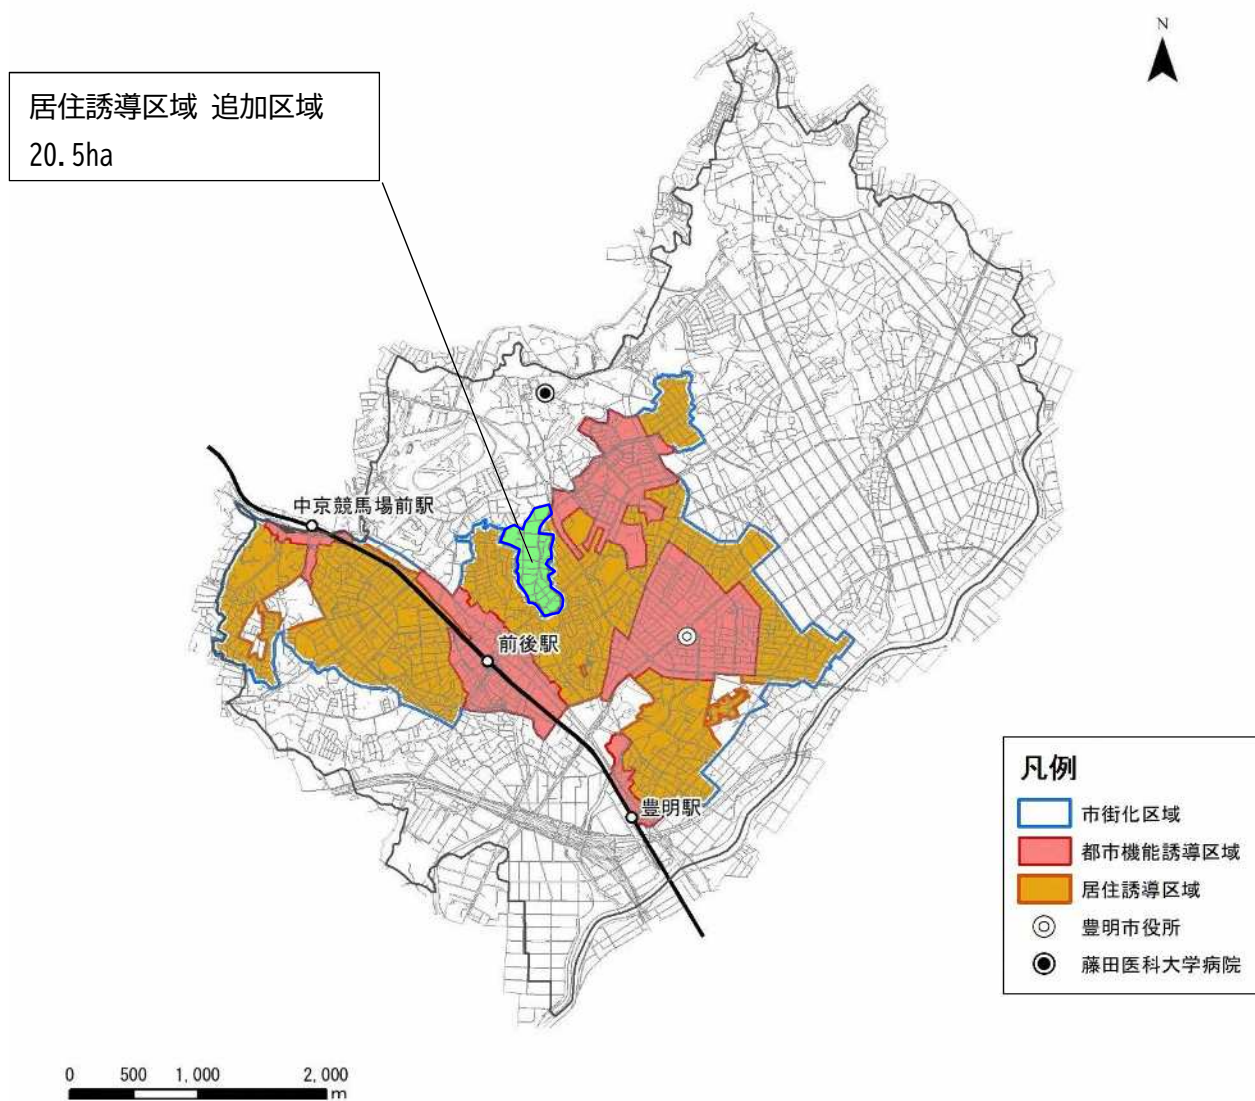 N
居住誘導区域 追加区域
20.5ha
中京競馬場前駅
前後駅
豊明駅
凡例
市街化区域
都市機能誘導区域
居住誘導区域
豊明市役所
藤田医科大学病院
0 500 1,000 2,000
m